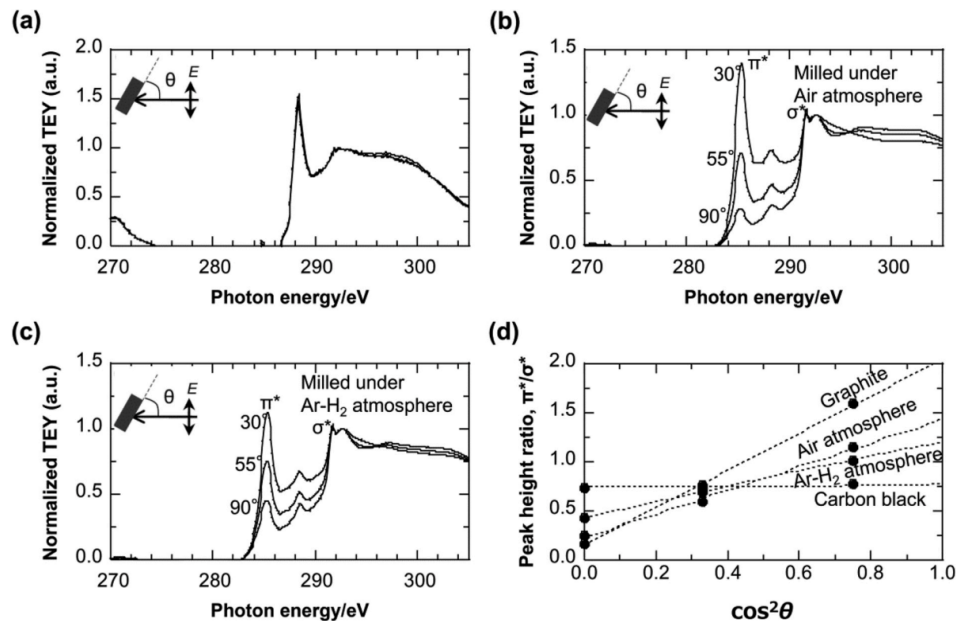 (a)
Normalized TEY (a.u.)
2.0
1.5
1.0
0.5
0.0
θ
E
270 280 290 300
Photon energy/eV
(b)
Normalized TEY (a.u.)
1.5
1.0
0.5
0.0
θ
E
30° π*
Milled under
Air atmosphere
σ*
55°
90°
270 280 290 300
Photon energy/eV
(c)
Normalized TEY (a.u.)
1.5
1.0
0.5
0.0
θ
E
Milled under
Ar-H₂ atmosphere
π*
30°
σ*
55°
90°
270 280 290 300
Photon energy/eV
(d)
Peak height ratio, π*/σ*
2.0
1.5
1.0
0.5
0.0
Graphite
Air atmosphere
Ar-H₂ atmosphere
Carbon black
0.0 0.2 0.4 0.6 0.8 1.0
cos²θ